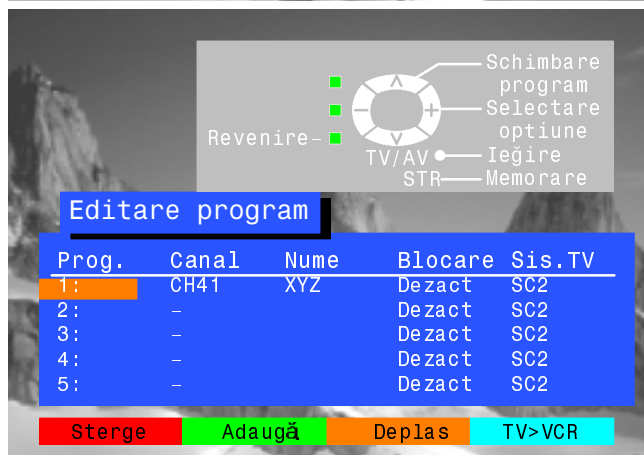 Schimbare
program
Selectare
optiune
Revenire
TV/AV
Ieğire
STR
Memorare
Editare program
Prog. Canal Nume Blocare Sis.TV
1: CH41 XYZ Dezact SC2
2: – Dezact SC2
3: – Dezact SC2
4: – Dezact SC2
5: – Dezact SC2
Sterge Adaugă Deplas TV>VCR